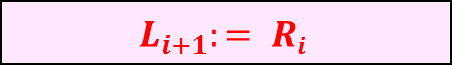 L_{i+1} := R_i